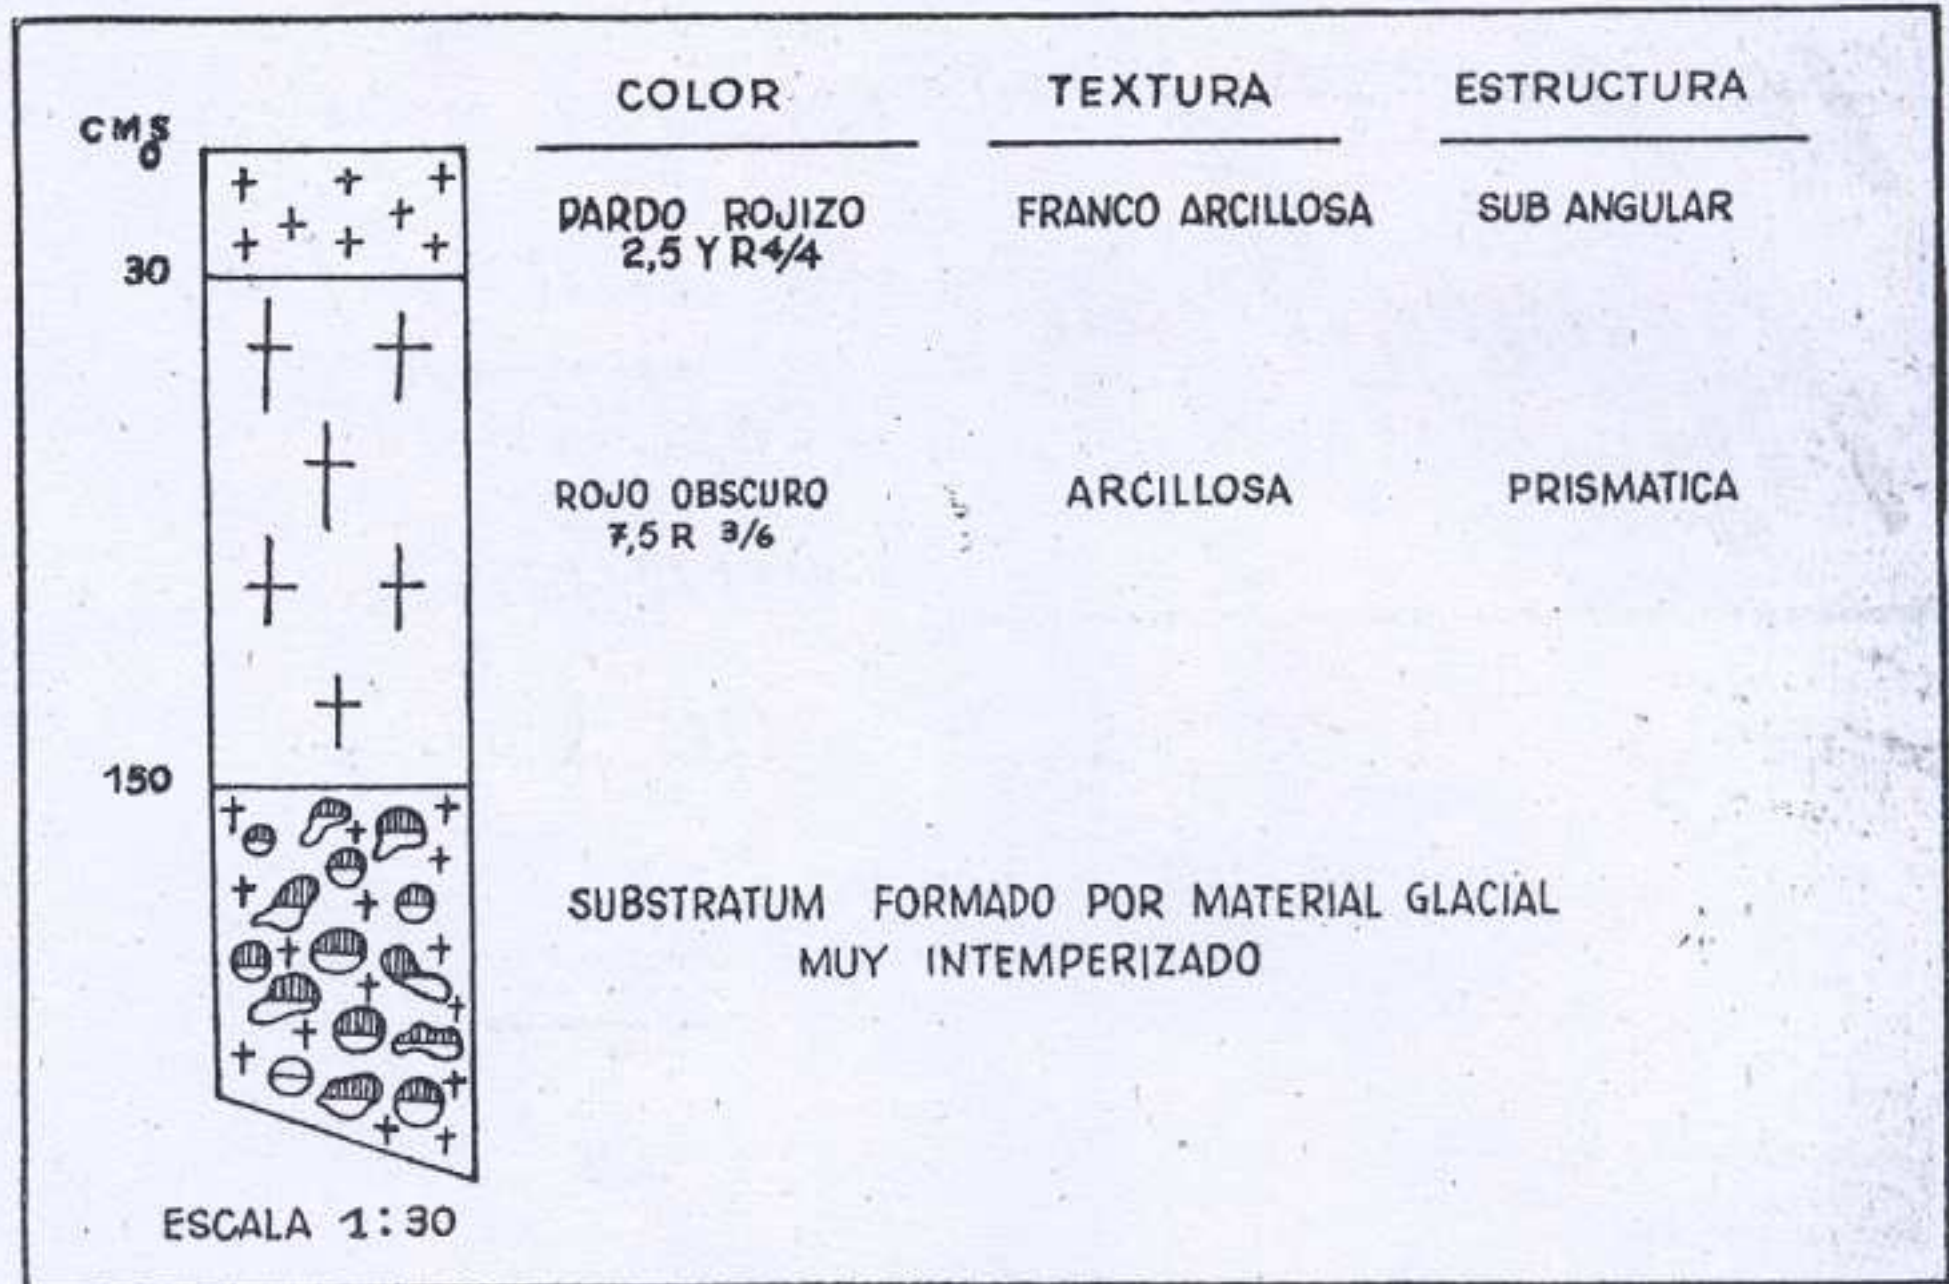 COLOR TEXTURA ESTRUCTURA
CMS
0
PARDO ROJIZO FRANCO ARCILLOSA SUB ANGULAR
2,5 Y R 4/4
30
ROJO OBSCURO ARCILLOSA PRISMATICA
7,5 R 3/6
150
SUBSTRATUM FORMADO POR MATERIAL GLACIAL
MUY INTEMPERIZADO
ESCALA 1:30